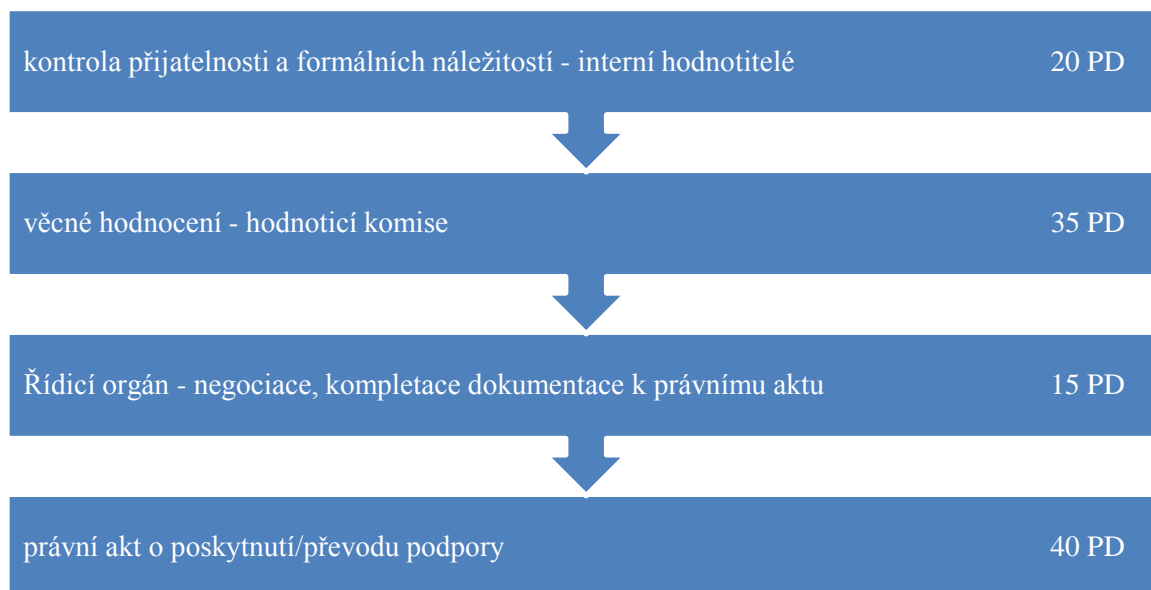 kontrola přijatelnosti a formálních náležitostí - interní hodnotitelé 20 PD
věcné hodnocení - hodnoticí komise 35 PD
Řídicí orgán - negociace, kompletace dokumentace k právnímu aktu 15 PD
právní akt o poskytnutí/převodu podpory 40 PD